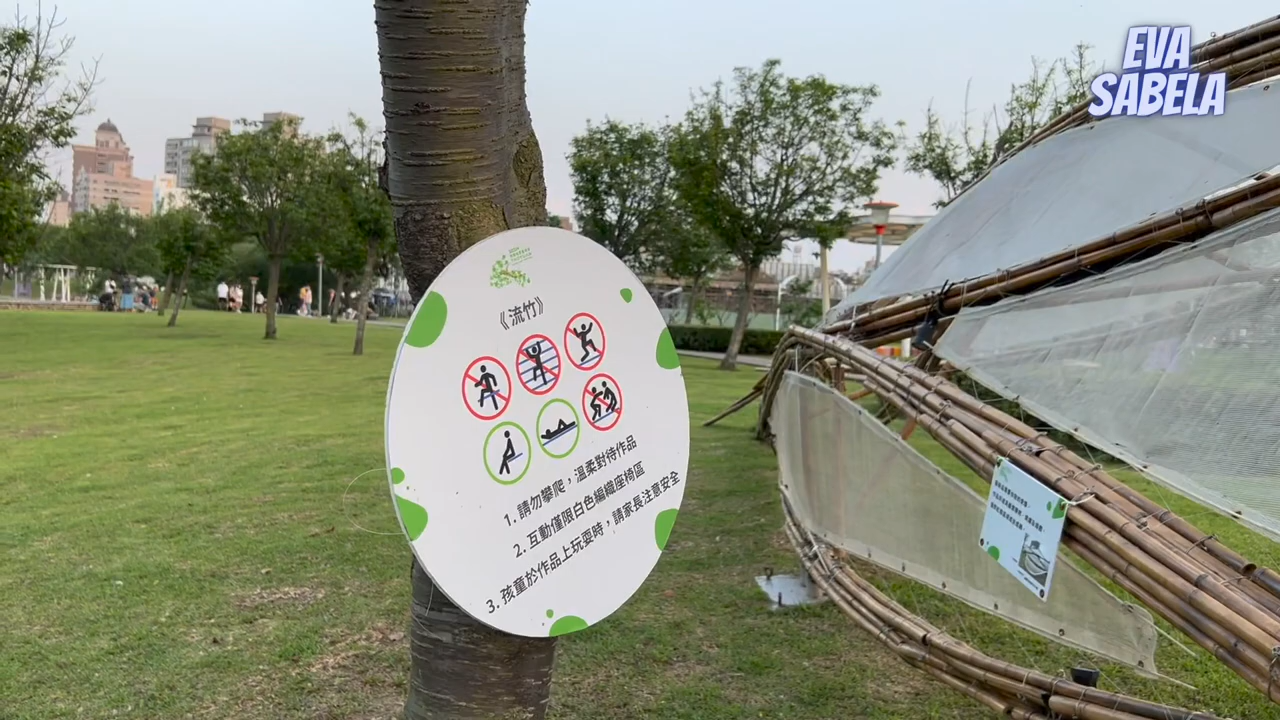 EVA
SABELA
《流竹》
1. 請勿攀爬，溫柔對待作品
2. 互動僅限白色編織座椅區
3. 孩童於作品上玩耍時，請家長注意安全